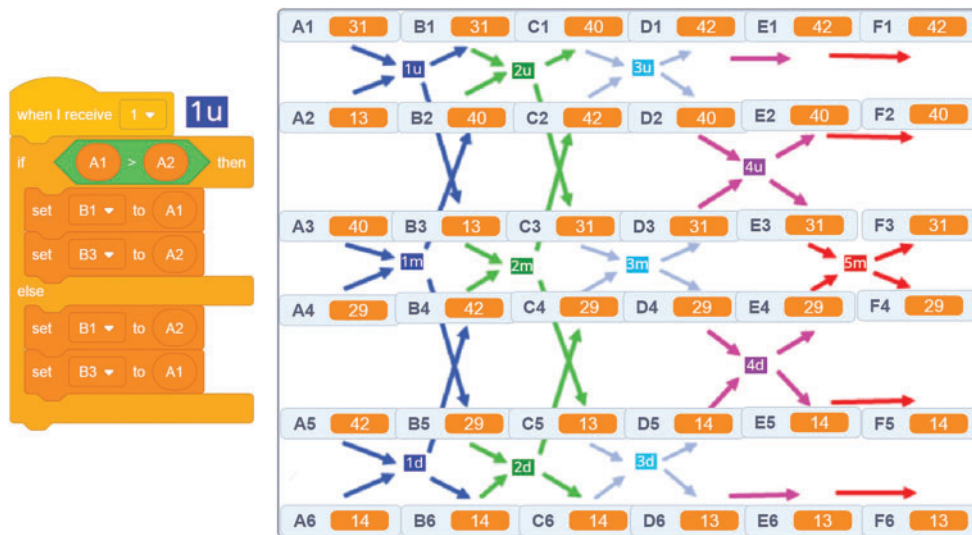 when I receive 1 1u
if A1 > A2 then
set B1 to A1
set B3 to A2
else
set B1 to A2
set B3 to A1
A1 31 B1 31 C1 40 D1 42 E1 42 F1 42
1u 2u 3u
A2 13 B2 40 C2 42 D2 40 E2 40 F2 40
4u
A3 40 B3 13 C3 31 D3 31 E3 31 F3 31
1m 2m 3m 5m
A4 29 B4 42 C4 29 D4 29 E4 29 F4 29
4d
A5 42 B5 29 C5 13 D5 14 E5 14 F5 14
1d 2d 3d
A6 14 B6 14 C6 14 D6 13 E6 13 F6 13